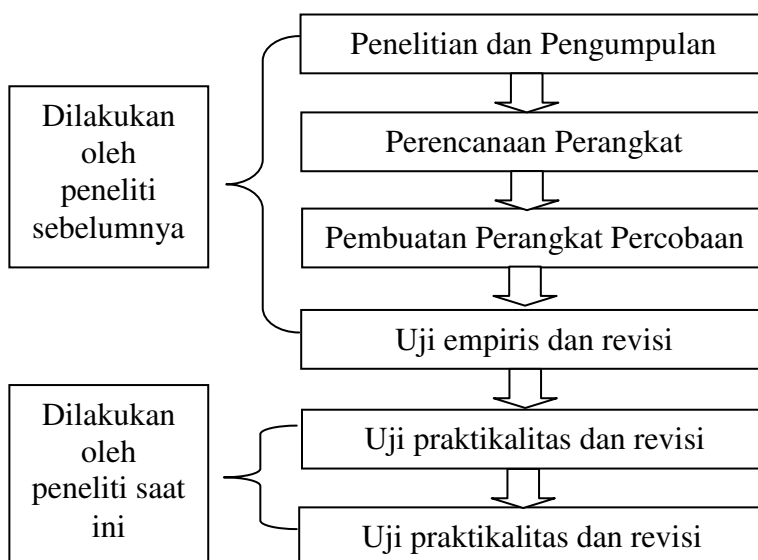 Penelitian dan Pengumpulan
Dilakukan
oleh
peneliti
sebelumnya
Perencanaan Perangkat
Pembuatan Perangkat Percobaan
Uji empiris dan revisi
Dilakukan
oleh
peneliti saat
ini
Uji praktikalitas dan revisi
Uji praktikalitas dan revisi